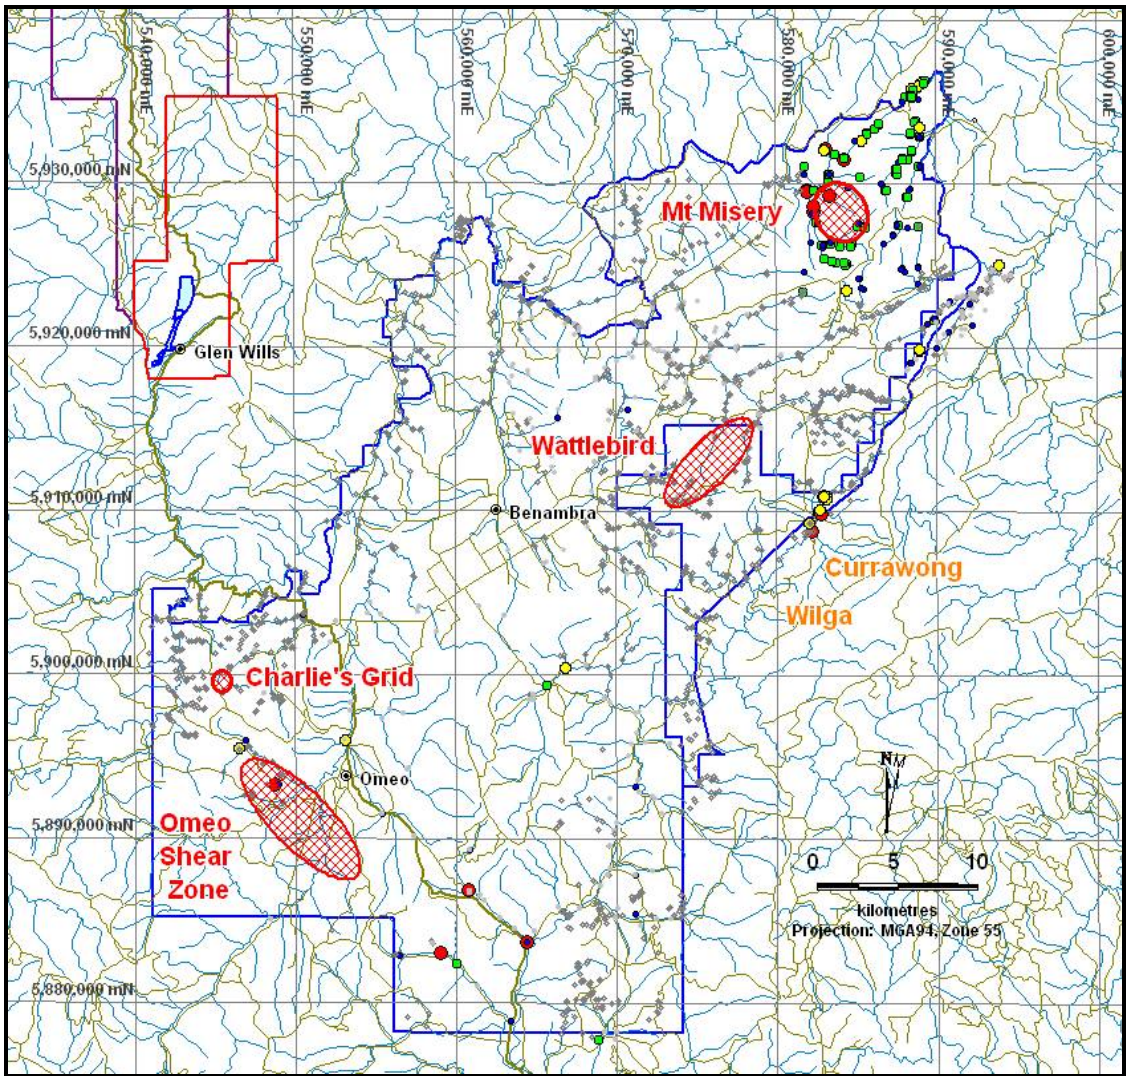 540,000 mE
550,000 mE
560,000 mE
570,000 mE
580,000 mE
590,000 mE
600,000 mE
5,930,000 mN
Mt Misery
5,920,000 mN
Glen Wills
Wattlebird
5,910,000 mN
Benambra
Currawong
Wilga
5,900,000 mN
Charlie's Grid
Omeo
5,890,000 mN
Omeo
Shear
Zone
N M
0 5 10
kilometres
Projection: MGA94, Zone 55
5,880,000 mN